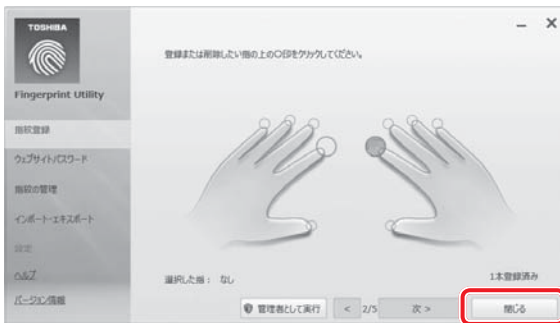 TOSHIBA
Fingerprint Utility
指紋登録
ウェブサイトパスワード
指紋の管理
インポート・エキスポート
設定
ヘルプ
バージョン情報
登録または削除したい指の上の○印をクリックしてください。
選択した指： なし
1本登録済み
管理者として実行
<
2/5
次 >
閉じる